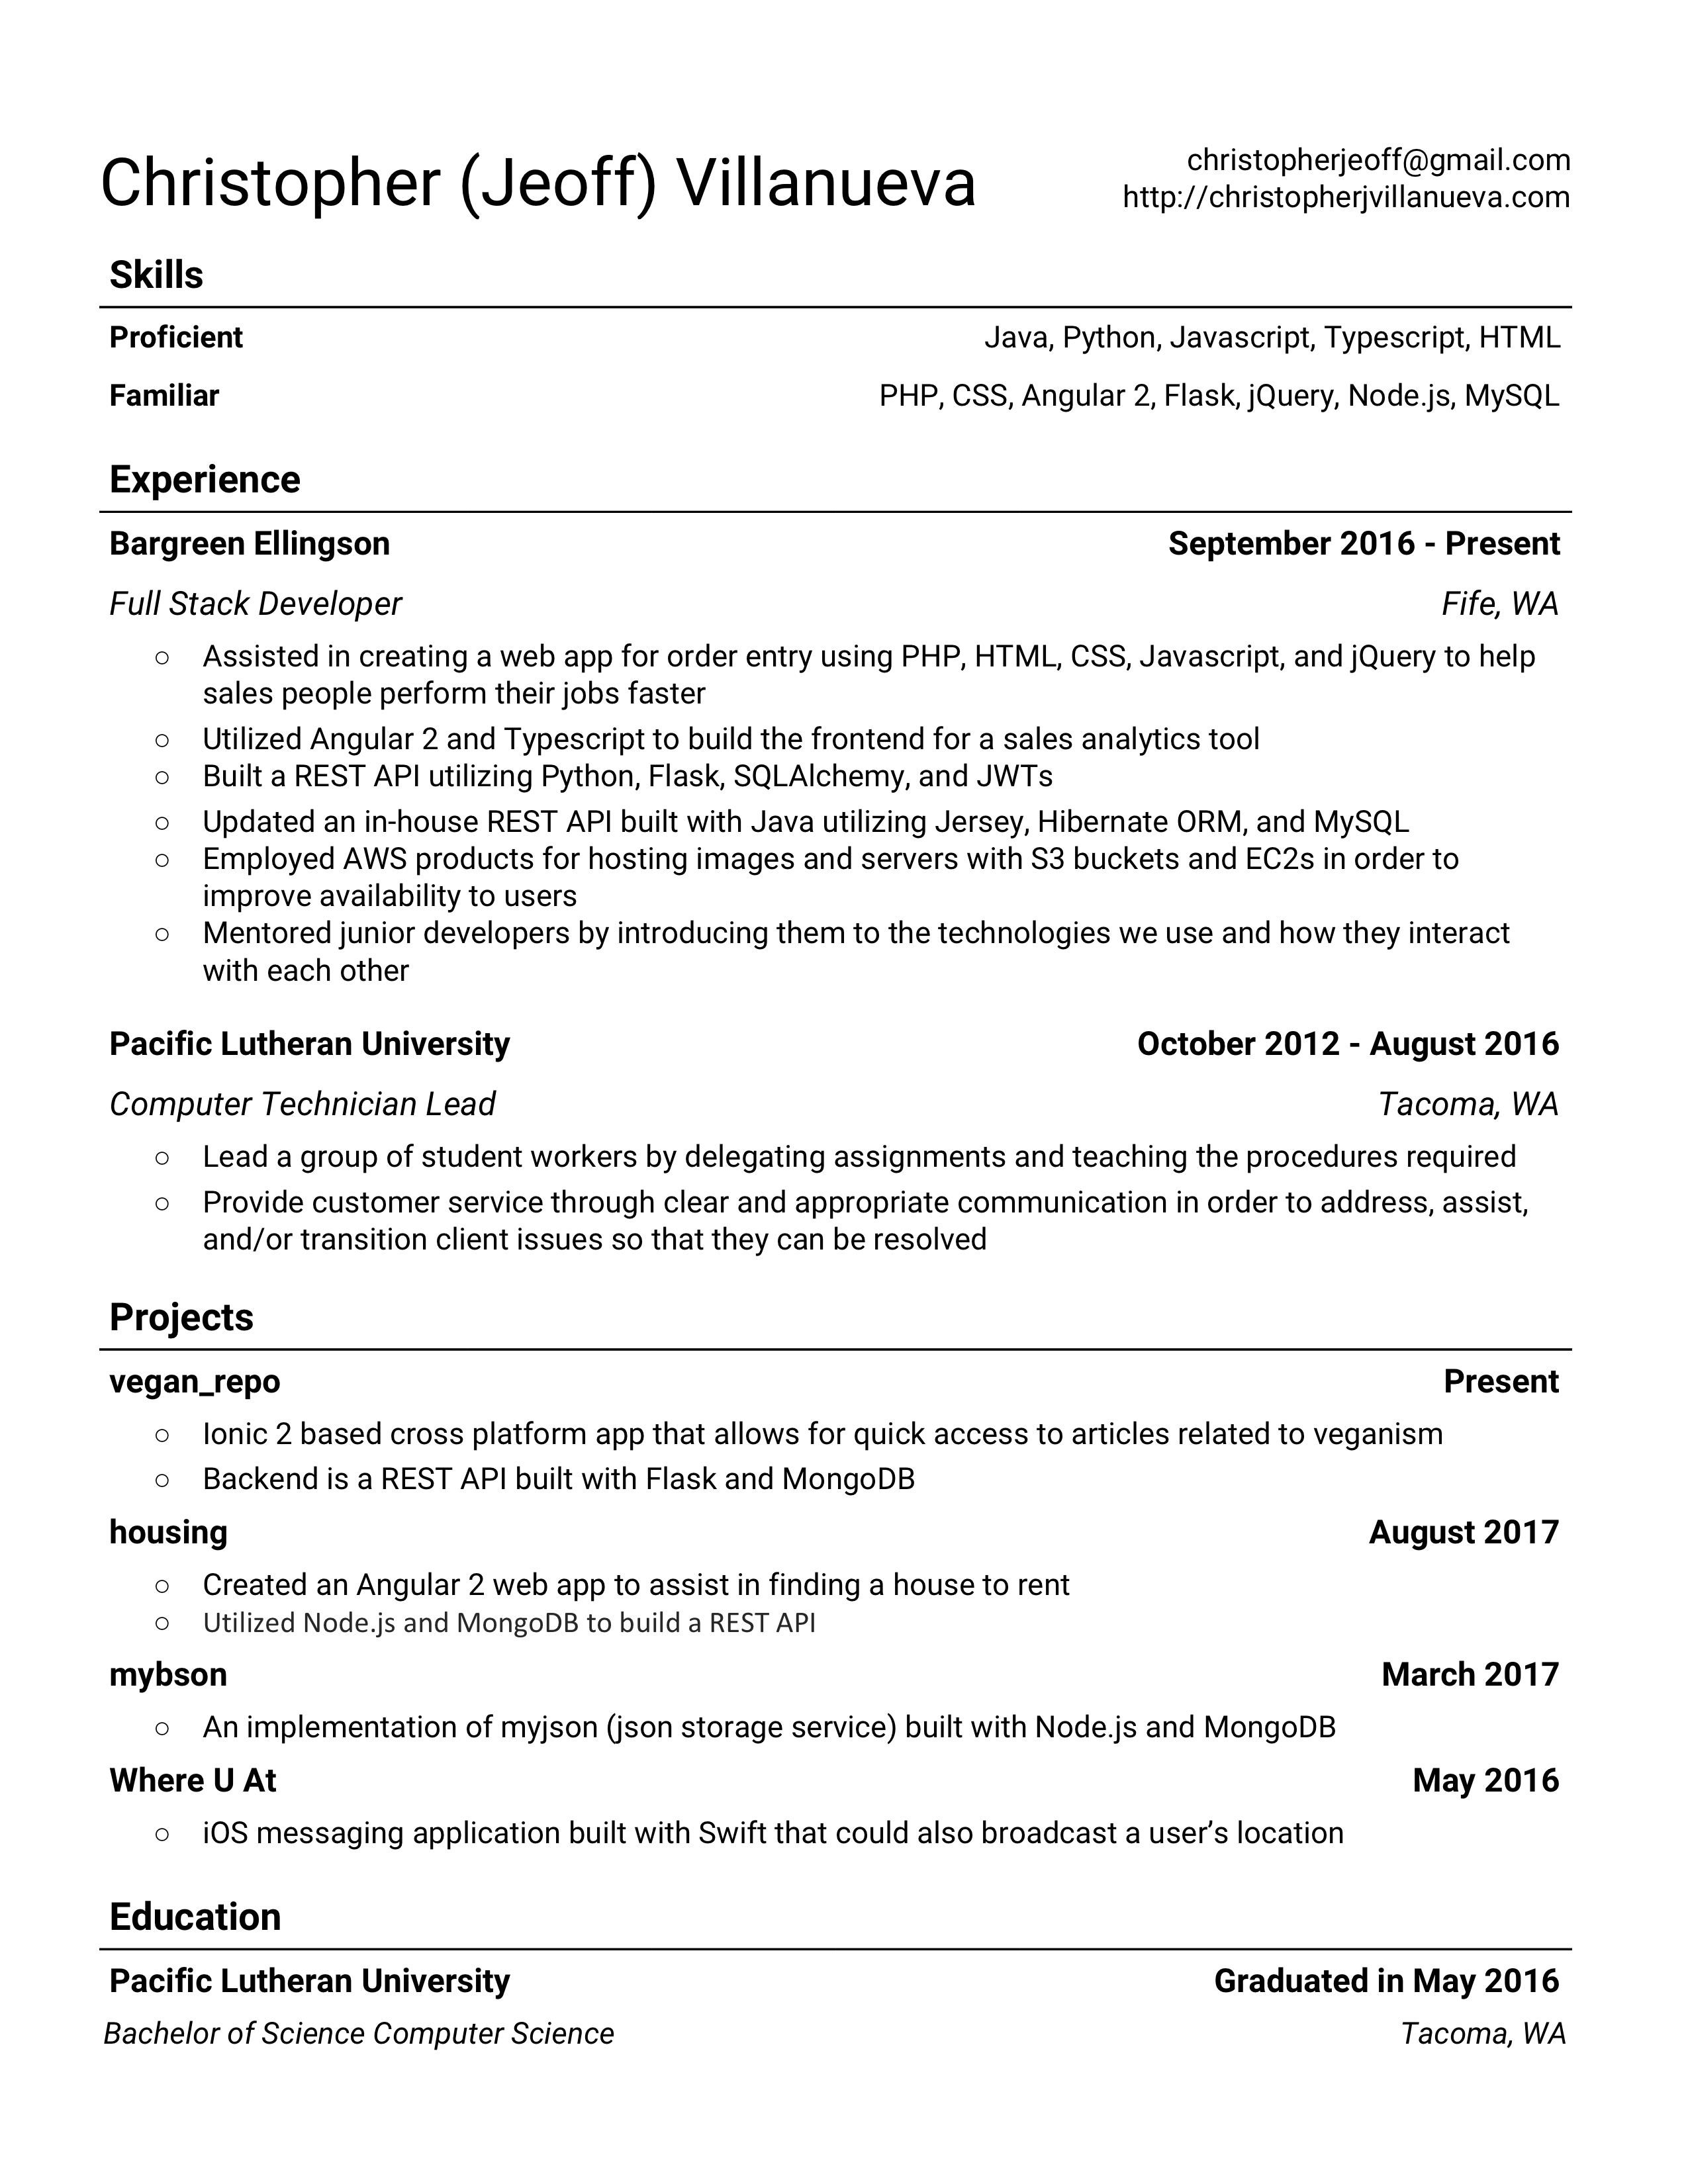 Christopher (Jeoff) Villanueva
christopherjeoff@gmail.com
http://christopherjvillanueva.com
Skills
Proficient Java, Python, Javascript, Typescript, HTML
Familiar PHP, CSS, Angular 2, Flask, jQuery, Node.js, MySQL
Experience
Bargreen Ellingson September 2016 - Present
Full Stack Developer Fife, WA
○ Assisted in creating a web app for order entry using PHP, HTML, CSS, Javascript, and jQuery to help
sales people perform their jobs faster
○ Utilized Angular 2 and Typescript to build the frontend for a sales analytics tool
○ Built a REST API utilizing Python, Flask, SQLAlchemy, and JWTs
○ Updated an in-house REST API built with Java utilizing Jersey, Hibernate ORM, and MySQL
○ Employed AWS products for hosting images and servers with S3 buckets and EC2s in order to
improve availability to users
○ Mentored junior developers by introducing them to the technologies we use and how they interact
with each other
Pacific Lutheran University October 2012 - August 2016
Computer Technician Lead Tacoma, WA
○ Lead a group of student workers by delegating assignments and teaching the procedures required
○ Provide customer service through clear and appropriate communication in order to address, assist,
and/or transition client issues so that they can be resolved
Projects
vegan_repo Present
○ Ionic 2 based cross platform app that allows for quick access to articles related to veganism
○ Backend is a REST API built with Flask and MongoDB
housing August 2017
○ Created an Angular 2 web app to assist in finding a house to rent
○ Utilized Node.js and MongoDB to build a REST API
mybson March 2017
○ An implementation of myjson (json storage service) built with Node.js and MongoDB
Where U At May 2016
○ iOS messaging application built with Swift that could also broadcast a user’s location
Education
Pacific Lutheran University Graduated in May 2016
Bachelor of Science Computer Science Tacoma, WA